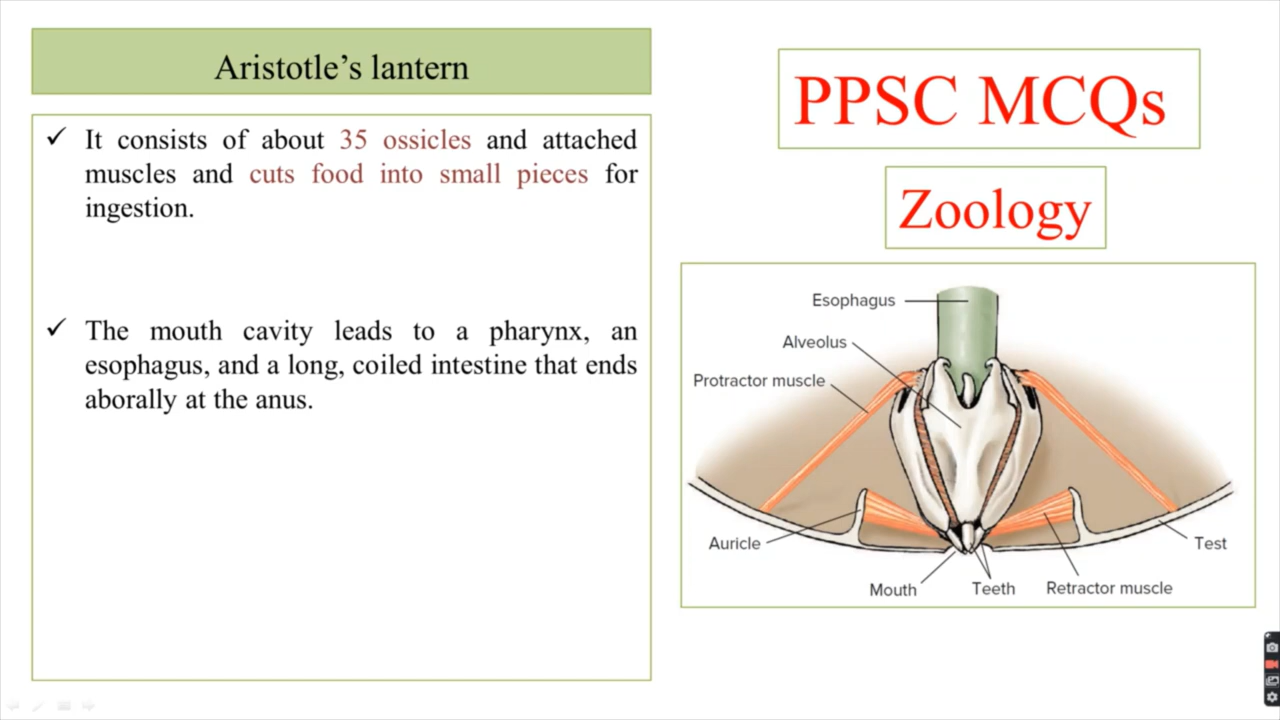 Aristotle’s lantern
✓ It consists of about 35 ossicles and attached
muscles and cuts food into small pieces for
ingestion.
✓ The mouth cavity leads to a pharynx, an
esophagus, and a long, coiled intestine that ends
aborally at the anus.
PPSC MCQs
Zoology
Esophagus
Alveolus
Protractor muscle
Auricle
Test
Mouth
Teeth
Retractor muscle